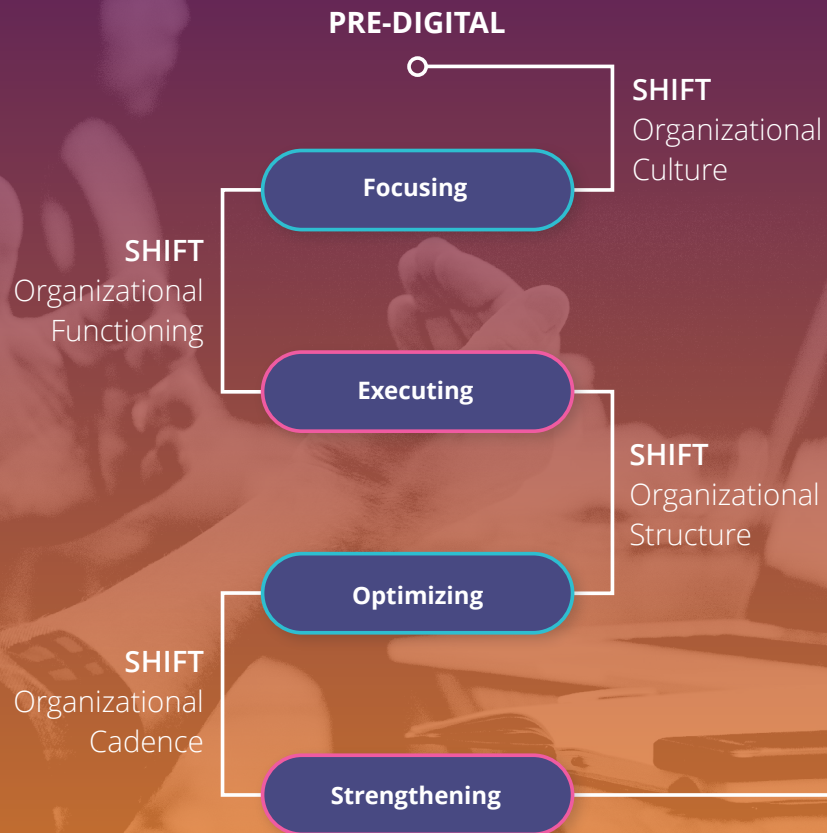 PRE-DIGITAL
SHIFT
Organizational
Culture
Focusing
SHIFT
Organizational
Functioning
Executing
SHIFT
Organizational
Structure
Optimizing
SHIFT
Organizational
Cadence
Strengthening